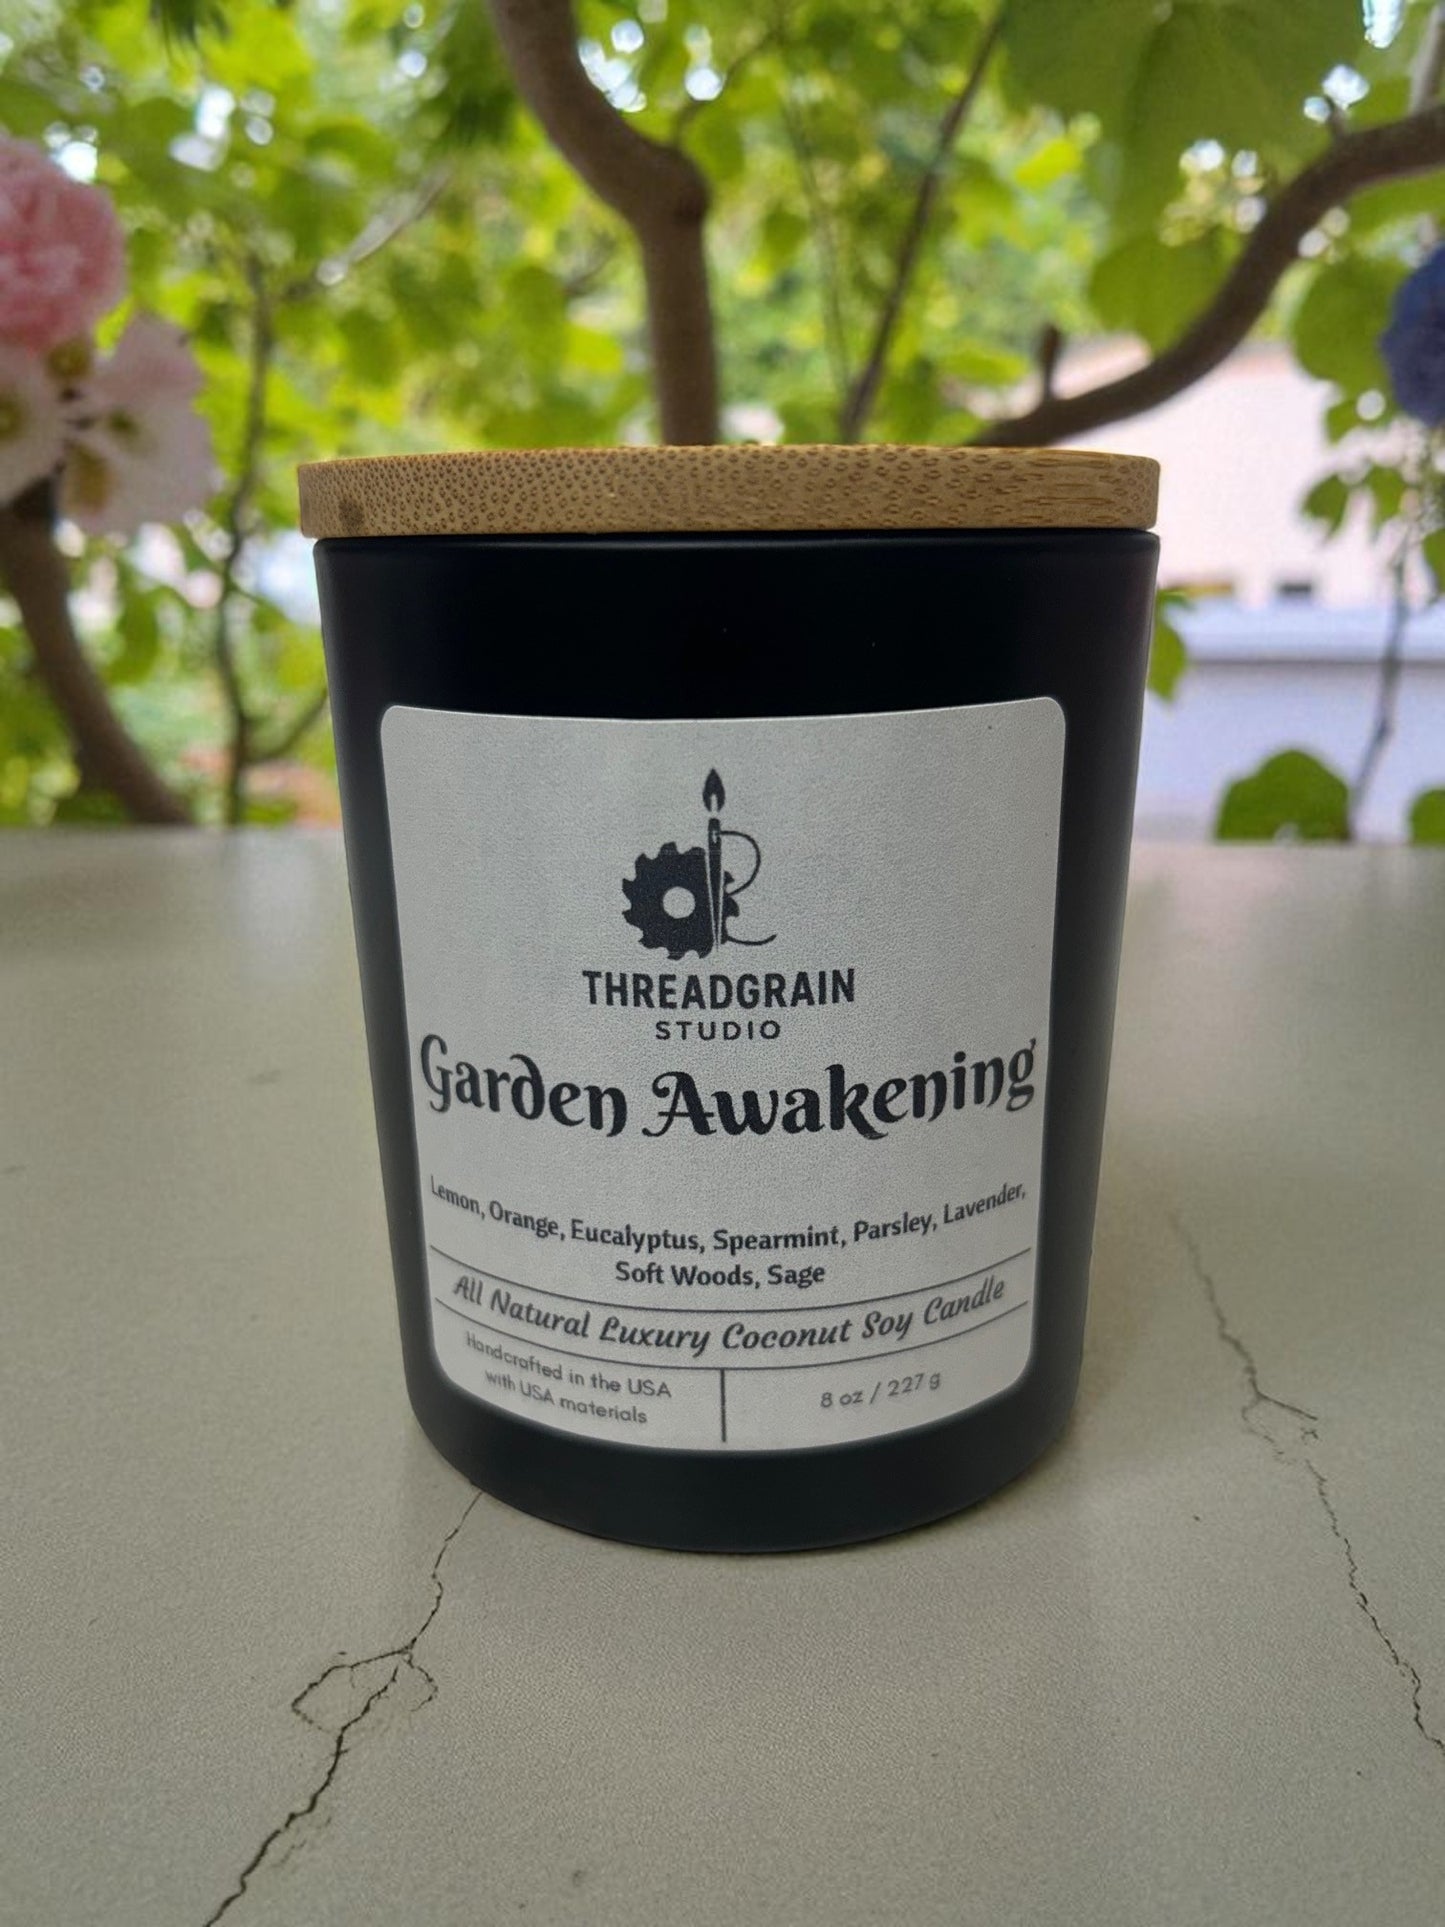 THREADGRAIN
STUDIO
Garden Awakening
Lemon, Orange, Eucalyptus, Spearmint, Parsley, Lavender,
Soft Woods, Sage
All Natural Luxury Coconut Soy Candle
Handcrafted in the USA
with USA materials
8 oz / 227 g